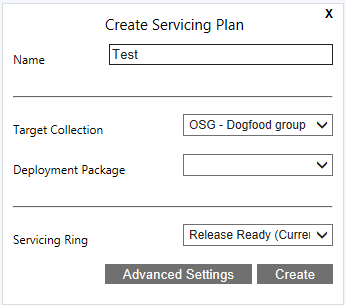 X
Create Servicing Plan
Name Test
Target Collection OSG - Dogfood group
Deployment Package
Servicing Ring Release Ready (Curre
Advanced Settings Create